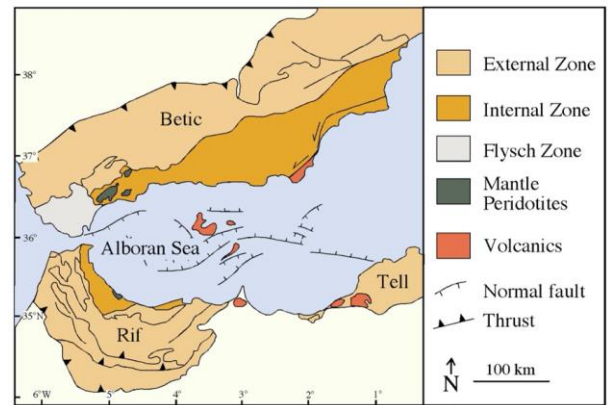 38°
37°
36°
35°N
6°W
5°
4°
3°
2°
1°
Betic
Alboran Sea
Rif
Tell
External Zone
Internal Zone
Flysch Zone
Mantle
Peridotites
Volcanics
Normal fault
Thrust
N
100 km